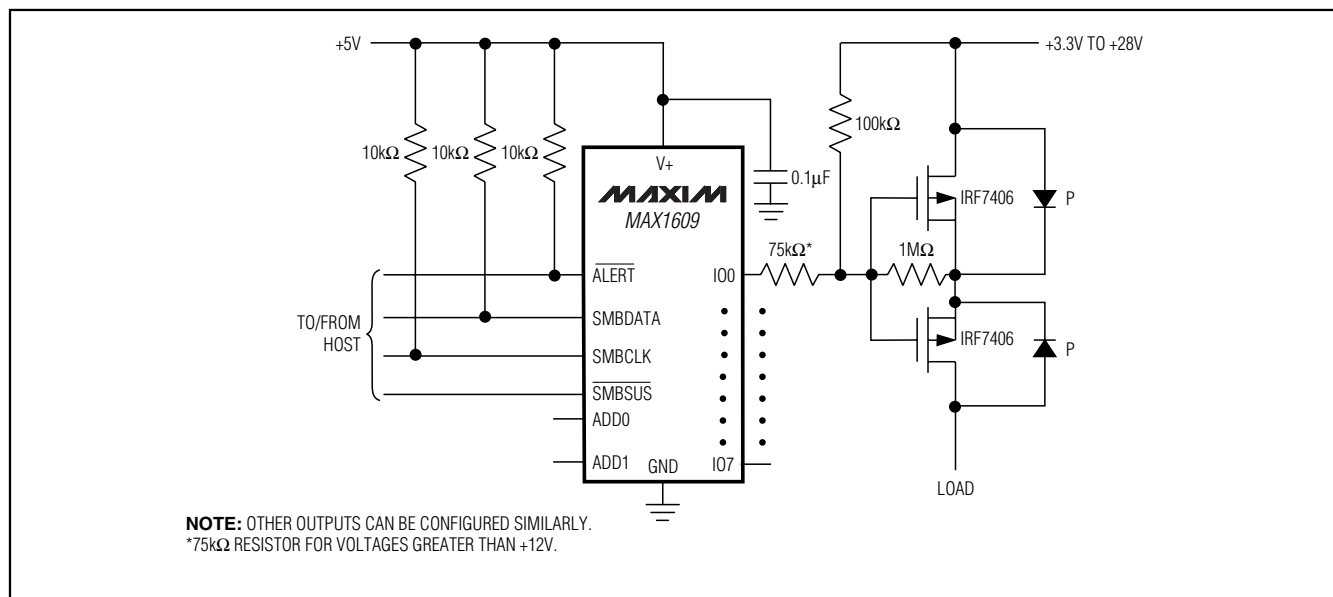 +5V
+3.3V TO +28V
10kΩ
10kΩ
10kΩ
100kΩ
V+
0.1µF
MAXIM
MAX1609
IRF7406
P
75kΩ*
1MΩ
ALERT
IO0
TO/FROM
HOST
SMBDATA
SMBCLK
IRF7406
P
SMBSUS
ADD0
ADD1
GND
IO7
LOAD
NOTE: OTHER OUTPUTS CAN BE CONFIGURED SIMILARLY.
*75kΩ RESISTOR FOR VOLTAGES GREATER THAN +12V.